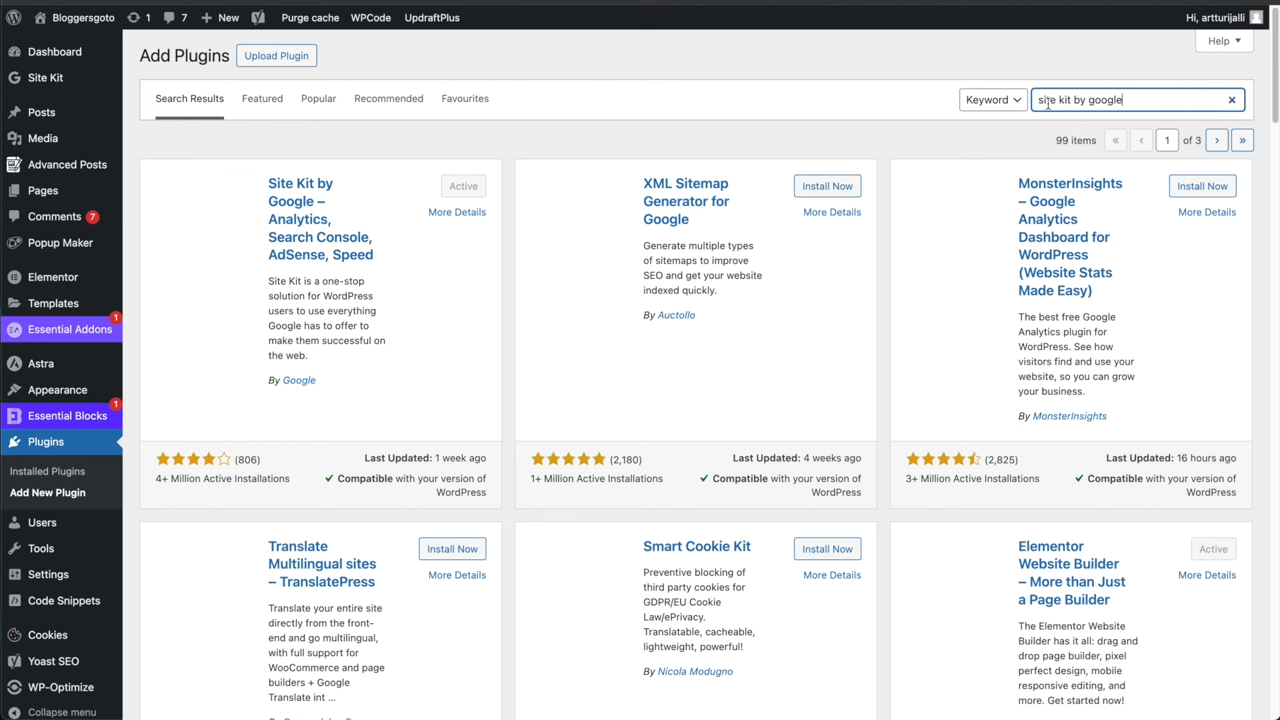 Bloggersgoto
1
7
New
Purge cache
WPCode
UpdraftPlus
Hi, artturijalli
Dashboard
Site Kit
Posts
Media
Advanced Posts
Pages
Comments 7
Popup Maker
Elementor
Templates
Essential Addons 1
Astra
Appearance
Essential Blocks 1
Plugins
Installed Plugins
Add New Plugin
Users
Tools
Settings
Code Snippets
Cookies
Yoast SEO
WP-Optimize
Collapse menu
Help
Add Plugins
Upload Plugin
Search Results
Featured
Popular
Recommended
Favourites
Keyword
site kit by google
99 items « ‹ 1 of 3 › »
Site Kit by
Google –
Analytics,
Search Console,
AdSense, Speed
Active
More Details
Site Kit is a one-stop
solution for WordPress
users to use everything
Google has to offer to
make them successful on
the web.
By Google
(806)
4+ Million Active Installations
Last Updated: 1 week ago
✓ Compatible with your version of
WordPress
XML Sitemap
Generator for
Google
Install Now
More Details
Generate multiple types
of sitemaps to improve
SEO and get your website
indexed quickly.
By Auctollo
(2,180)
1+ Million Active Installations
Last Updated: 4 weeks ago
✓ Compatible with your version of
WordPress
MonsterInsights
– Google
Analytics
Dashboard for
WordPress
(Website Stats
Made Easy)
Install Now
More Details
The best free Google
Analytics plugin for
WordPress. See how
visitors find and use your
website, so you can grow
your business.
By MonsterInsights
(2,825)
3+ Million Active Installations
Last Updated: 16 hours ago
✓ Compatible with your version of
WordPress
Translate
Multilingual sites
– TranslatePress
Install Now
More Details
Translate your entire site
directly from the front-
end and go multilingual,
with full support for
WooCommerce and page
builders + Google
Translate int ...
Smart Cookie Kit
Install Now
More Details
Preventive blocking of
third party cookies for
GDPR/EU Cookie
Law/ePrivacy.
Translatable, cacheable,
lightweight, powerful!
By Nicola Modugno
Elementor
Website Builder
– More than Just
a Page Builder
Active
More Details
The Elementor Website
Builder has it all: drag and
drop page builder, pixel
perfect design, mobile
responsive editing, and
more. Get started now!